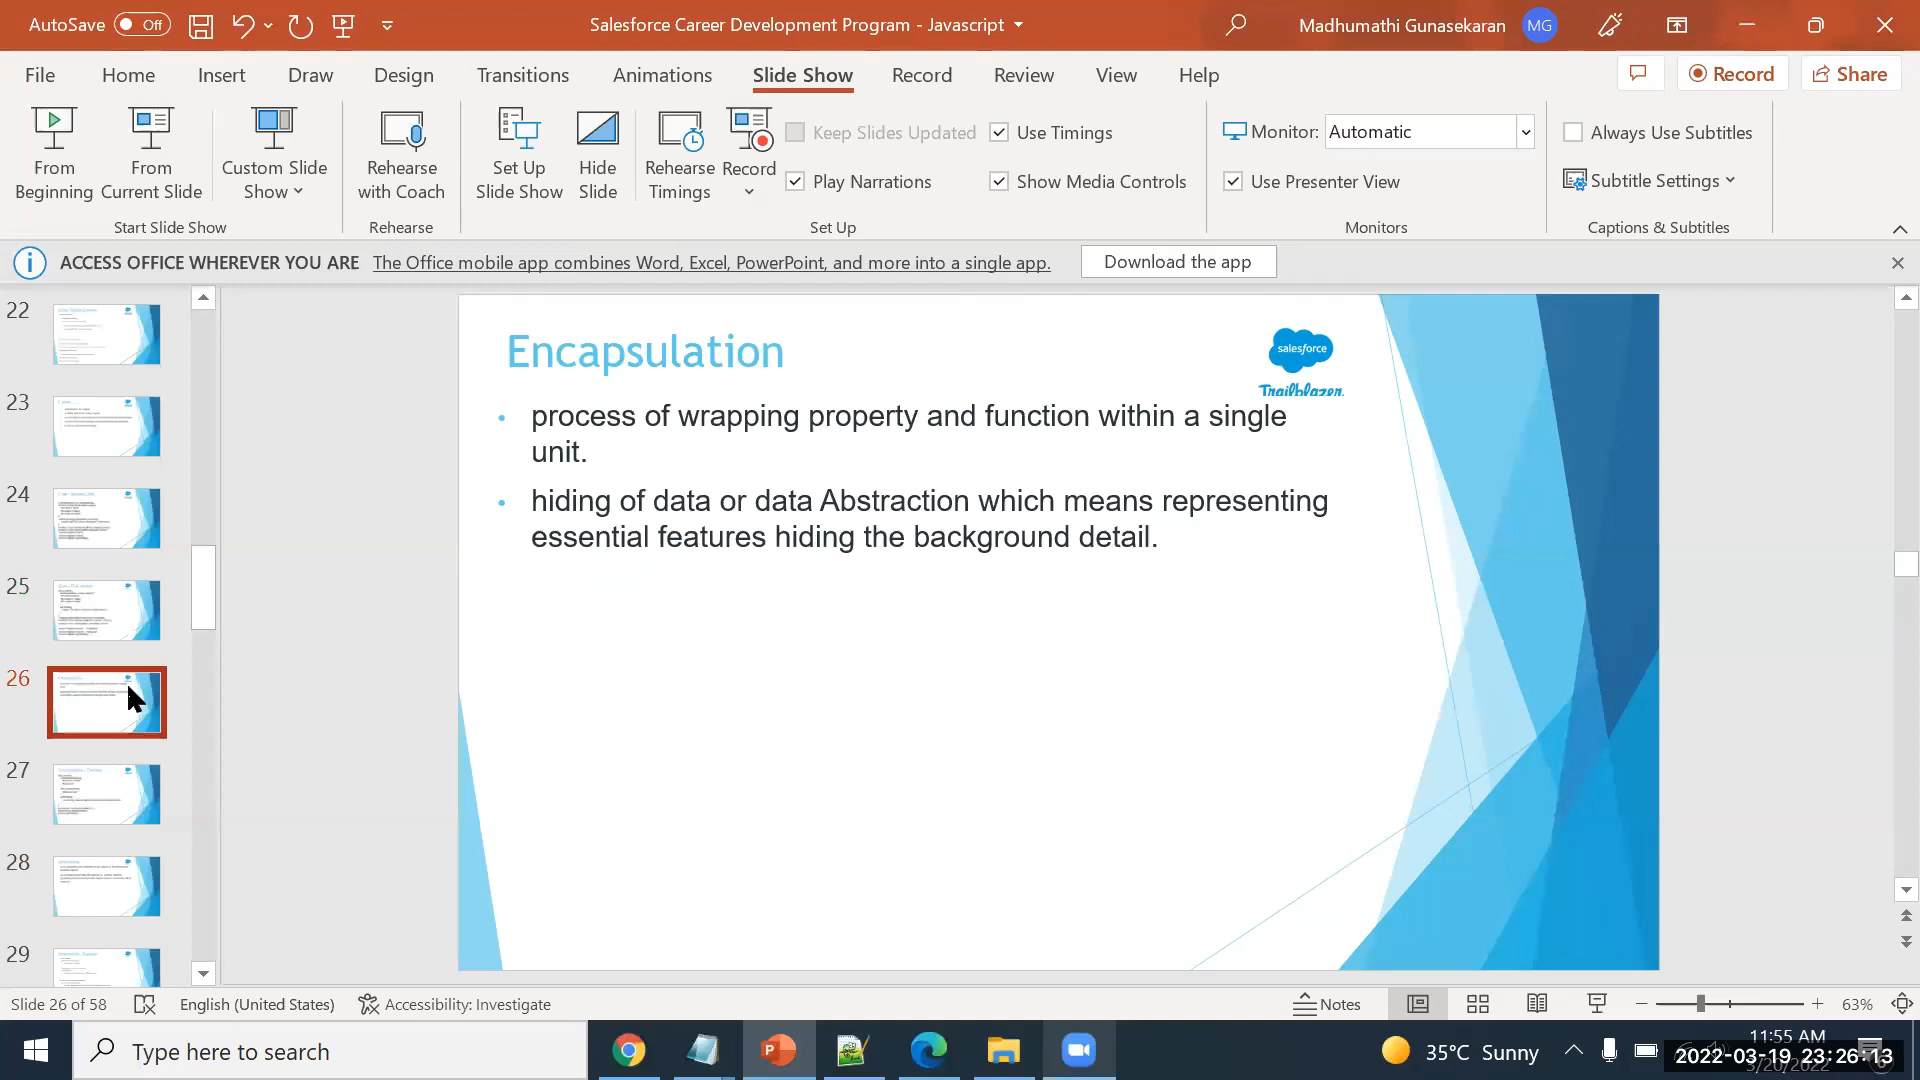 AutoSave Off
Salesforce Career Development Program - Javascript
Madhumathi Gunasekaran MG
File Home Insert Draw Design Transitions Animations Slide Show Record Review View Help
Record Share
From Beginning
From Current Slide
Custom Slide Show
Rehearse with Coach
Set Up Slide Show
Hide Slide
Rehearse Timings
Record
Keep Slides Updated
Use Timings
Play Narrations
Show Media Controls
Monitor: Automatic
Use Presenter View
Always Use Subtitles
Subtitle Settings
Start Slide Show Rehearse Set Up Monitors Captions & Subtitles
ACCESS OFFICE WHEREVER YOU ARE The Office mobile app combines Word, Excel, PowerPoint, and more into a single app. Download the app
22
23
24
25
26
27
28
29
Encapsulation
salesforce
Trailblazer
process of wrapping property and function within a single
unit.
hiding of data or data Abstraction which means representing
essential features hiding the background detail.
Slide 26 of 58 English (United States) Accessibility: Investigate Notes 63%
Type here to search
35°C Sunny
11:55 AM
2022-03-19 23:26:13
3/20/2022